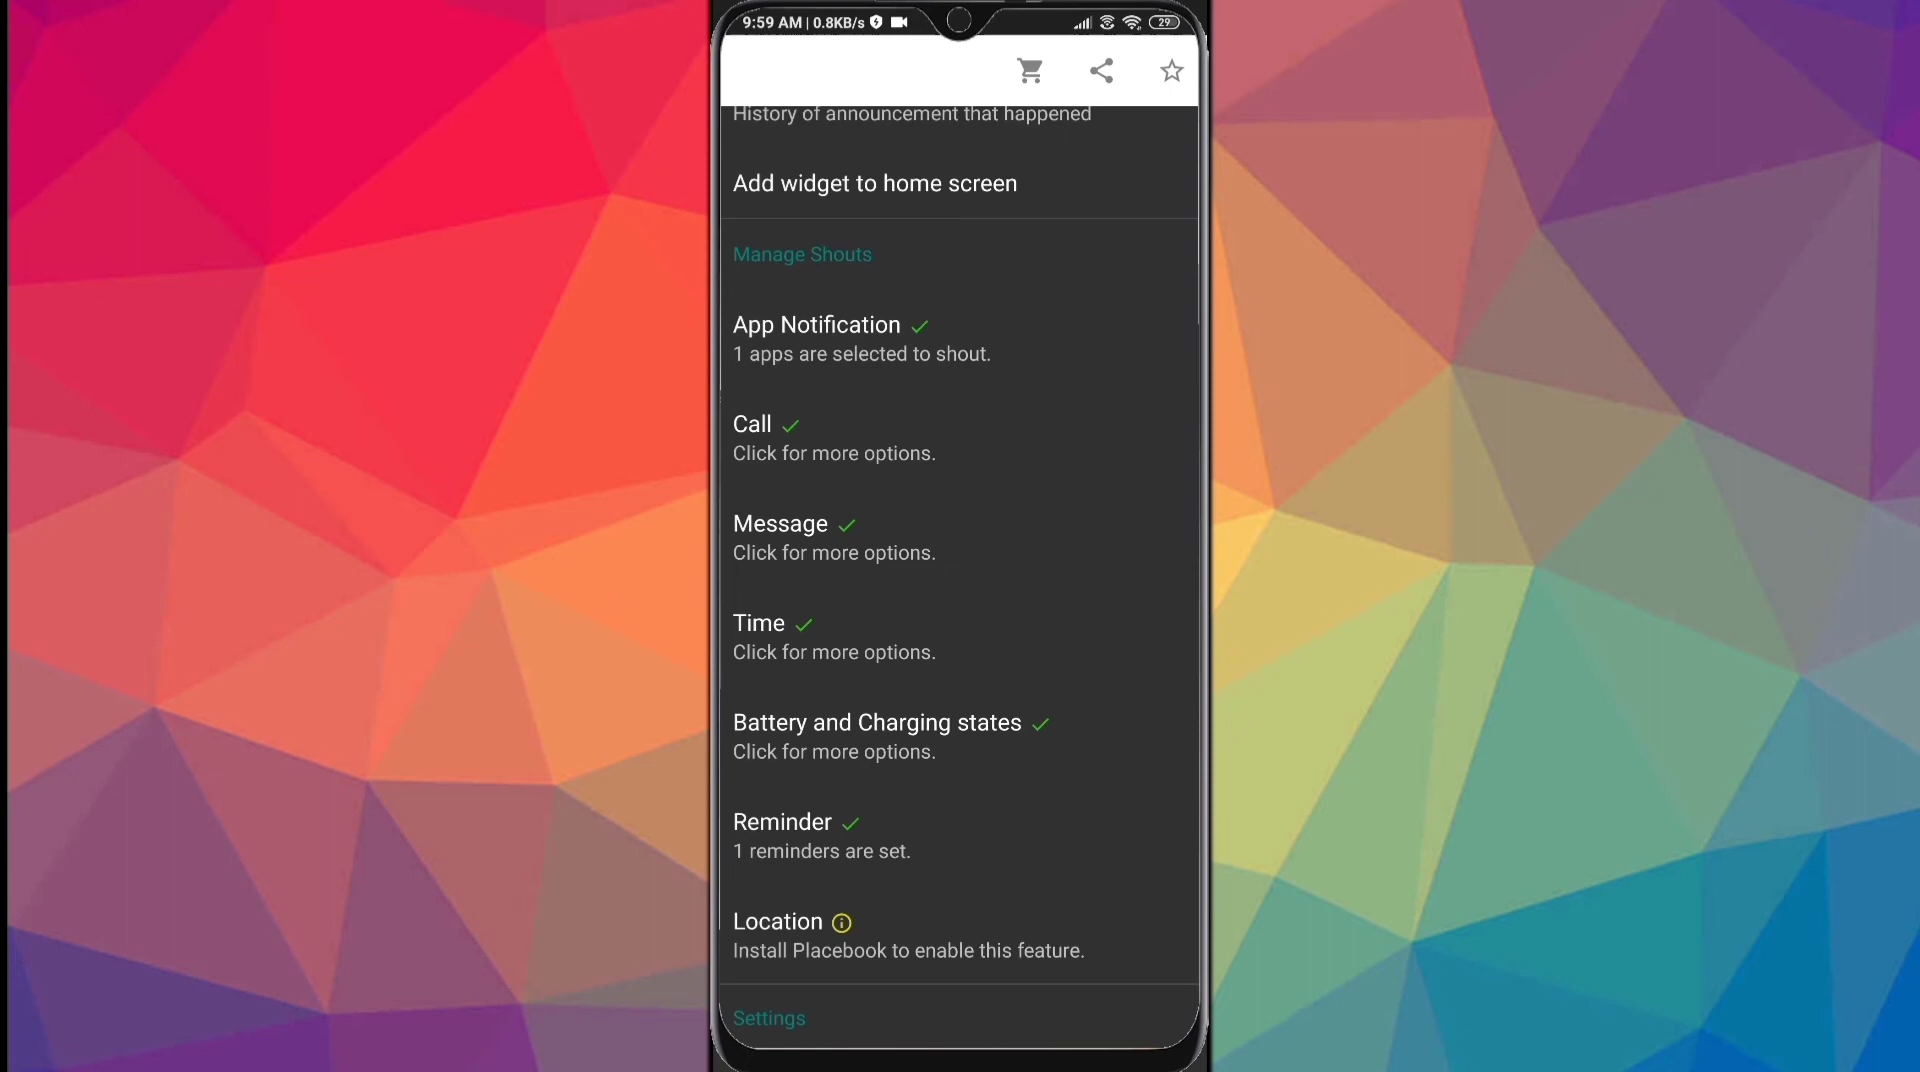 9:59 AM | 0.8KB/s 29
History of announcement that happened
Add widget to home screen
Manage Shouts
App Notification
1 apps are selected to shout.
Call
Click for more options.
Message
Click for more options.
Time
Click for more options.
Battery and Charging states
Click for more options.
Reminder
1 reminders are set.
Location
Install Placebook to enable this feature.
Settings